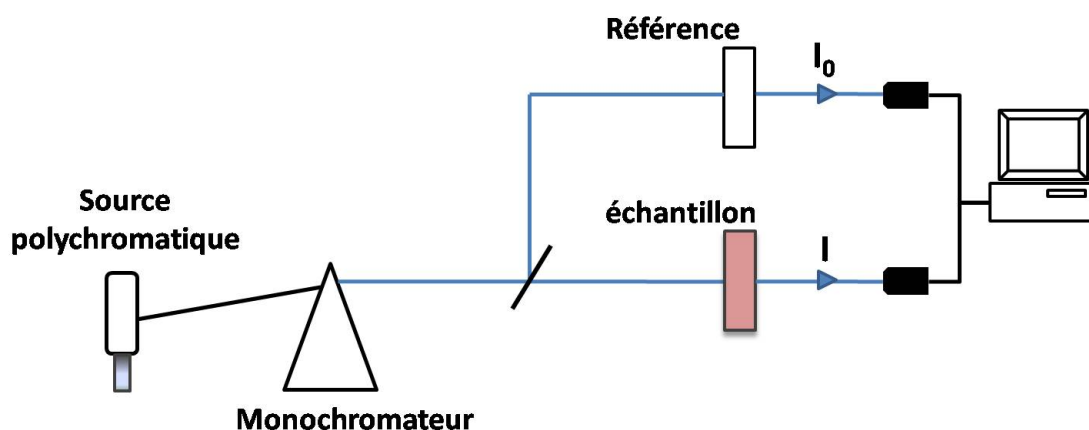 Référence
I₀
Source
polychromatique
échantillon
I
Monochromateur